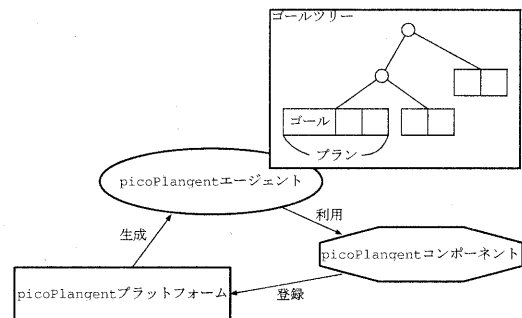 ゴールツリー
ゴール
プラン
picoPlangentエージェント
利用
生成
picoPlangentコンポーネント
picoPlangentプラットフォーム
登録